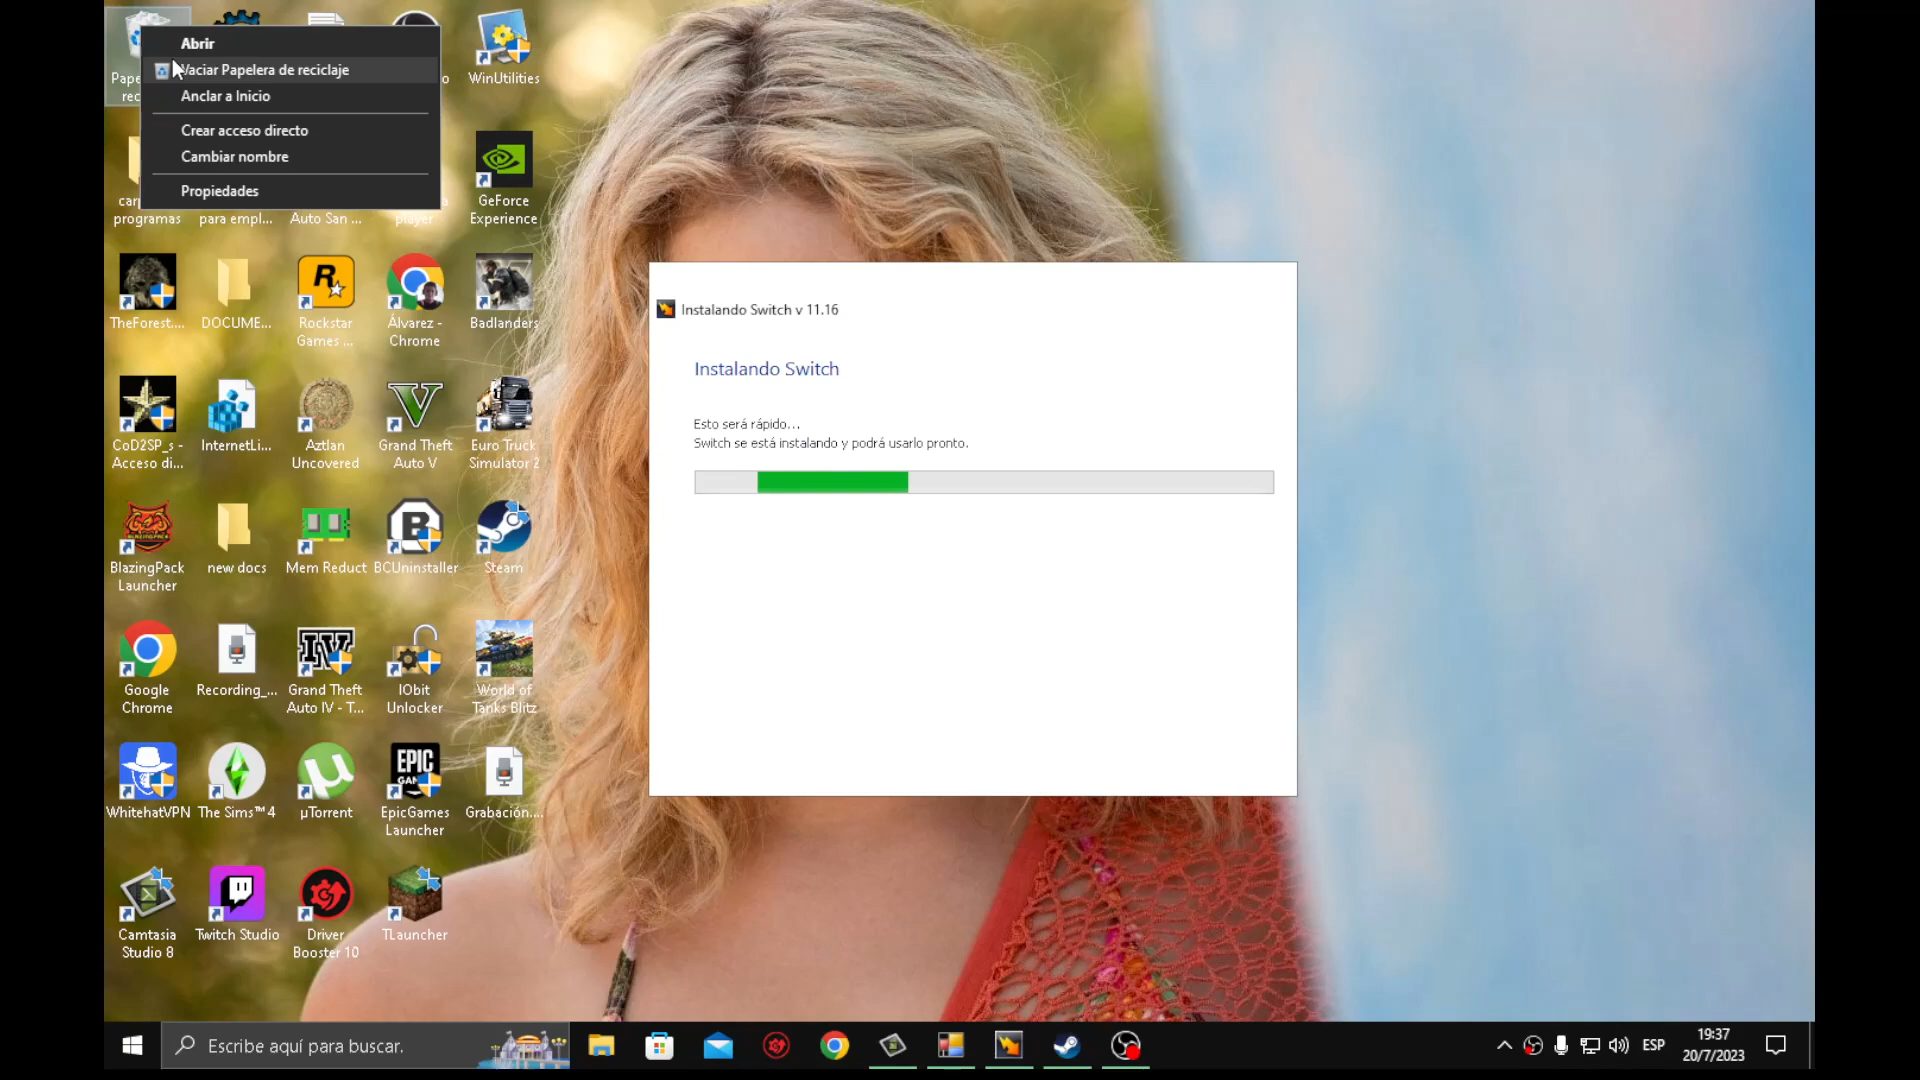 Abrir
Vaciar Papelera de reciclaje
Anclar a Inicio
Crear acceso directo
Cambiar nombre
Propiedades
WinUtilities
programas
para empl...
Auto San ...
player
GeForce
Experience
TheForest....
DOCUME...
Rockstar
Games ...
Álvarez -
Chrome
Badlanders
CoD2SP_s -
Acceso di...
InternetLi...
Aztlan
Uncovered
Grand Theft
Auto V
Euro Truck
Simulator 2
BlazingPack
Launcher
new docs
Mem Reduct
BCUninstaller
Steam
Google
Chrome
Recording_...
Grand Theft
Auto IV - T...
IObit
Unlocker
World of
Tanks Blitz
WhitehatVPN
The Sims™ 4
µTorrent
EPIC
EpicGames
Launcher
Grabación....
Camtasia
Studio 8
Twitch Studio
Driver
Booster 10
TLauncher
Instalando Switch v 11.16
Instalando Switch
Esto será rápido...
Switch se está instalando y podrá usarlo pronto.
Escribe aquí para buscar.
ESP
19:37
20/7/2023